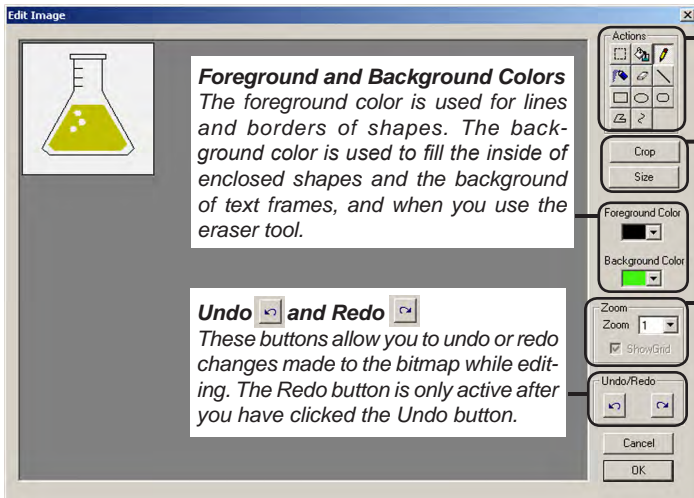 Edit Image
Foreground and Background Colors
The foreground color is used for lines
and borders of shapes. The back-
ground color is used to fill the inside of
enclosed shapes and the background
of text frames, and when you use the
eraser tool.
Undo and Redo
These buttons allow you to undo or redo
changes made to the bitmap while edit-
ing. The Redo button is only active after
you have clicked the Undo button.
Actions
Crop
Size
Foreground Color
Background Color
Zoom
Zoom 1
ShowGrid
Undo/Redo
Cancel
OK